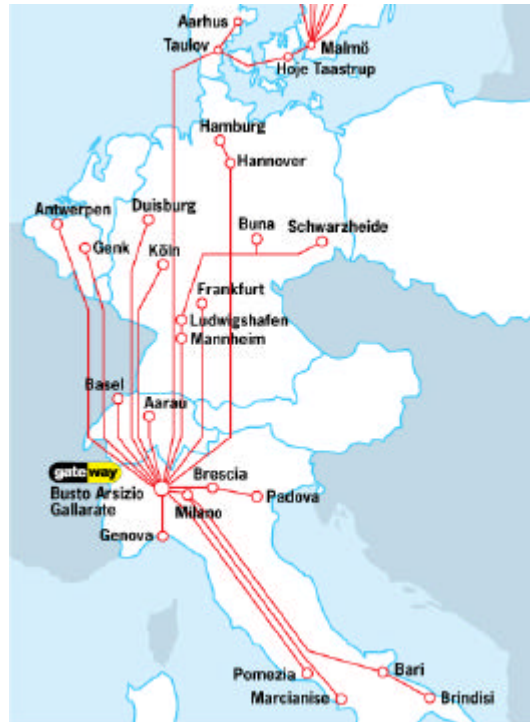 Aarhus
Taulov
Malmö
Hoje Taastrup
Hamburg
Hannover
Antwerpen
Duisburg
Buna
Schwarzheide
Genk
Köln
Frankfurt
Ludwigshafen
Mannheim
Basel
Aarau
gateway
Busto Arsizio
Gallarate
Brescia
Padova
Milano
Genova
Pomezia
Bari
Marcianise
Brindisi